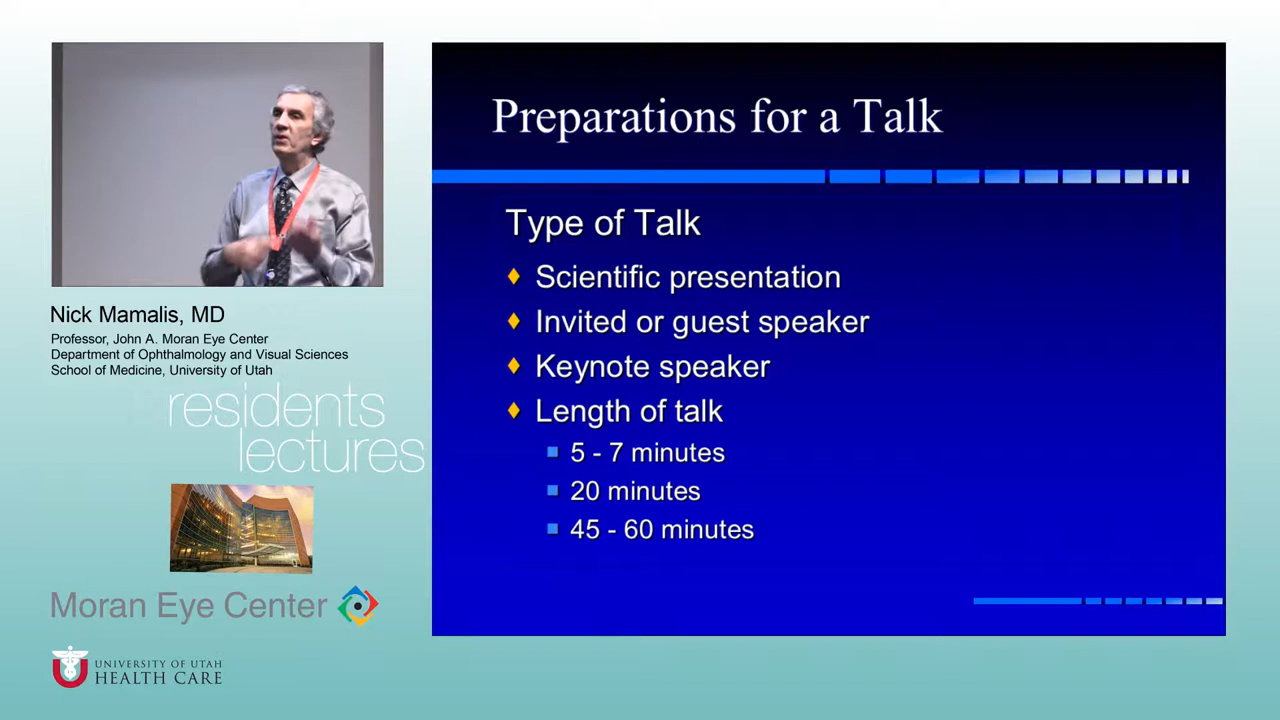 Nick Mamalis, MD
Professor, John A. Moran Eye Center
Department of Ophthalmology and Visual Sciences
School of Medicine, University of Utah
residents
lectures
Moran Eye Center
UNIVERSITY OF UTAH
HEALTH CARE
Preparations for a Talk
Type of Talk
Scientific presentation
Invited or guest speaker
Keynote speaker
Length of talk
5 - 7 minutes
20 minutes
45 - 60 minutes